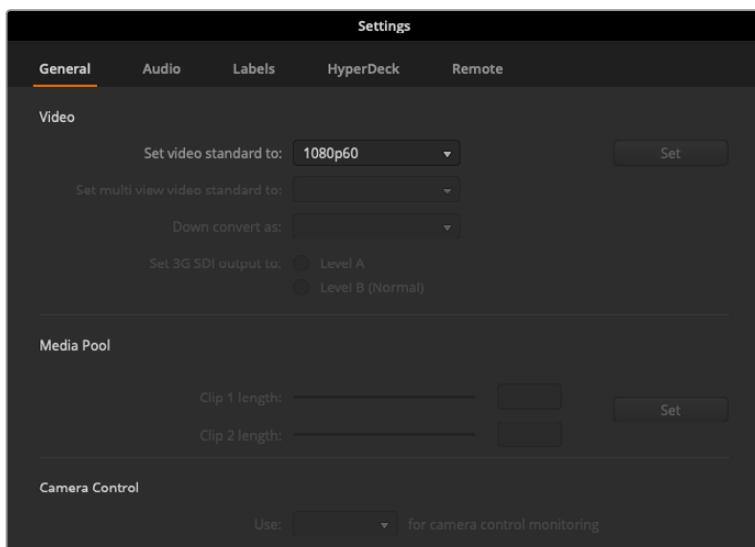 Settings
General Audio Labels HyperDeck Remote
Video
Set video standard to: 1080p60 Set
Set multi view video standard to:
Down convert as:
Set 3G SDI output to: Level A
Level B (Normal)
Media Pool
Clip 1 length:
Set
Clip 2 length:
Camera Control
Use: for camera control monitoring